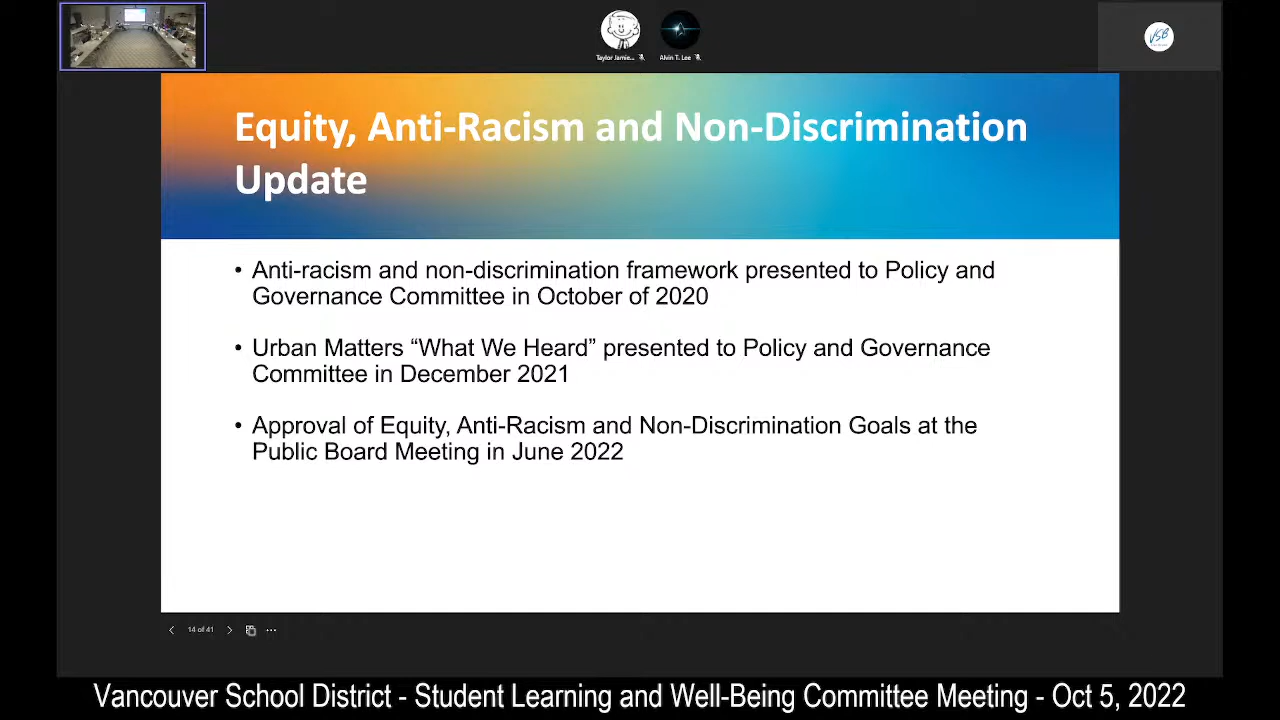 Taylor Jamie...
Alvin T. Lee
VSB
Equity, Anti-Racism and Non-Discrimination
Update
• Anti-racism and non-discrimination framework presented to Policy and
Governance Committee in October of 2020
• Urban Matters “What We Heard” presented to Policy and Governance
Committee in December 2021
• Approval of Equity, Anti-Racism and Non-Discrimination Goals at the
Public Board Meeting in June 2022
14 of 41
Vancouver School District - Student Learning and Well-Being Committee Meeting - Oct 5, 2022